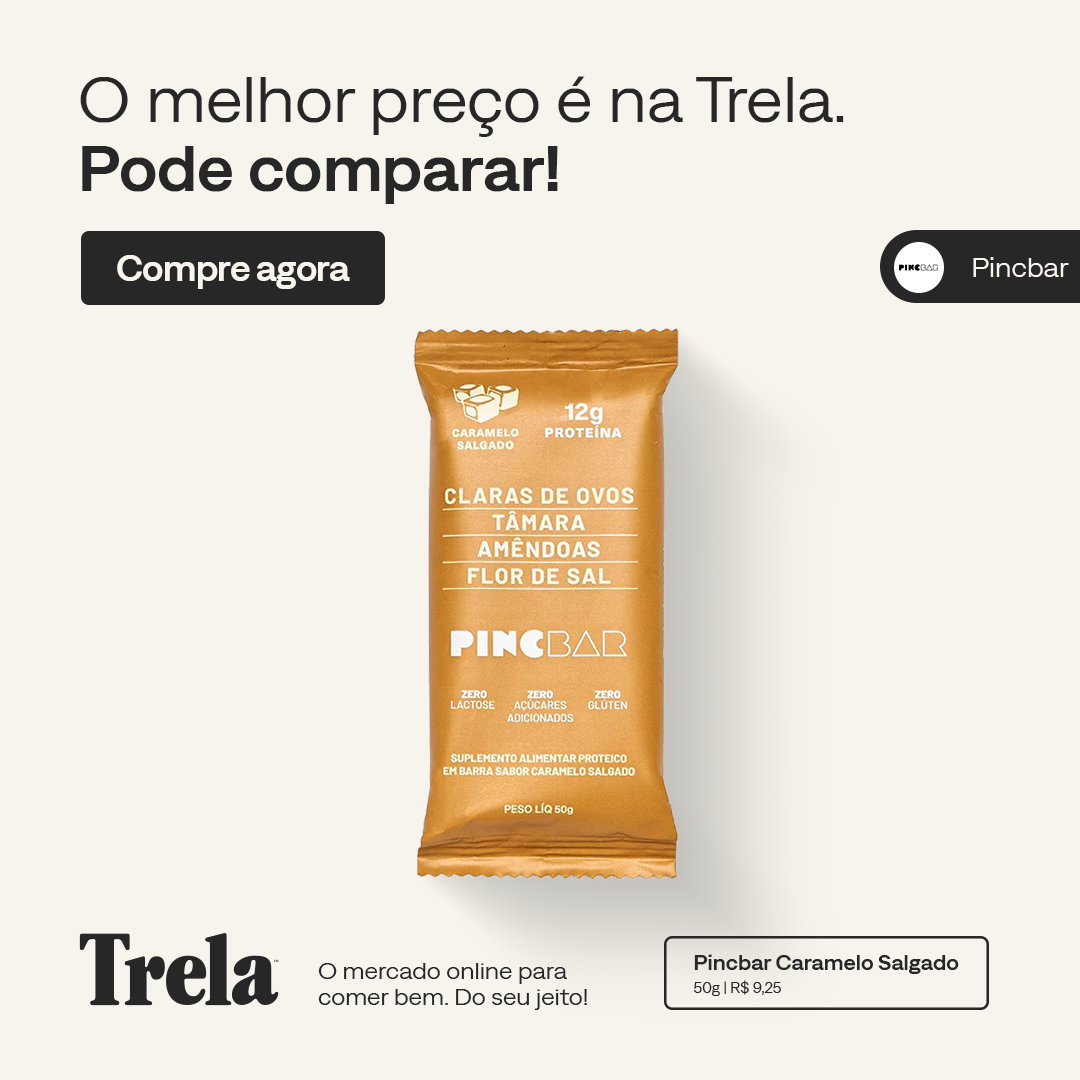 O melhor preço é na Trela.
Pode comparar!
Compre agora
PINCBAR
Pincbar
CARAMELO
SALGADO
12g
PROTEÍNA
CLARAS DE OVOS
TÂMARA
AMÊNDOAS
FLOR DE SAL
PINCBAR
ZERO
LACTOSE
ZERO
AÇÚCARES
ADICIONADOS
ZERO
GLÚTEN
SUPLEMENTO ALIMENTAR PROTEICO
EM BARRA SABOR CARAMELO SALGADO
PESO LÍQ 50g
Trela™
O mercado online para
comer bem. Do seu jeito!
Pincbar Caramelo Salgado
50g | R$ 9,25